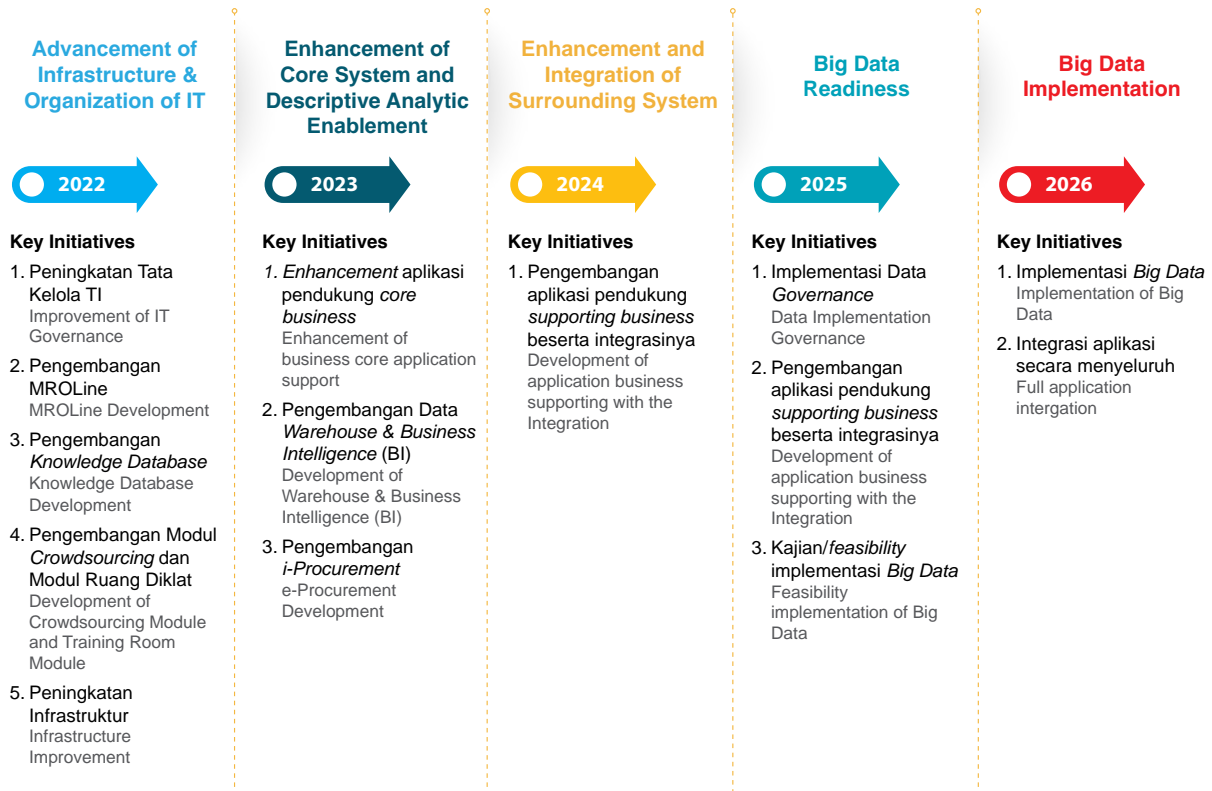 Advancement of
Infrastructure &
Organization of IT
2022
Key Initiatives
1. Peningkatan Tata
Kelola TI
Improvement of IT
Governance
2. Pengembangan
MROLine
MROLine Development
3. Pengembangan
Knowledge Database
Knowledge Database
Development
4. Pengembangan Modul
Crowdsourcing dan
Modul Ruang Diklat
Development of
Crowdsourcing Module
and Training Room
Module
5. Peningkatan
Infrastruktur
Infrastructure
Improvement
Enhancement of
Core System and
Descriptive Analytic
Enablement
2023
Key Initiatives
1. Enhancement aplikasi
pendukung core
business
Enhancement of
business core application
support
2. Pengembangan Data
Warehouse & Business
Intelligence (BI)
Development of
Warehouse & Business
Intelligence (BI)
3. Pengembangan
i-Procurement
e-Procurement
Development
Enhancement and
Integration of
Surrounding System
2024
Key Initiatives
1. Pengembangan
aplikasi pendukung
supporting business
beserta integrasinya
Development of
application business
supporting with the
Integration
Big Data
Readiness
2025
Key Initiatives
1. Implementasi Data
Governance
Data Implementation
Governance
2. Pengembangan
aplikasi pendukung
supporting business
beserta integrasinya
Development of
application business
supporting with the
Integration
3. Kajian/feasibility
implementasi Big Data
Feasibility
implementation of Big
Data
Big Data
Implementation
2026
Key Initiatives
1. Implementasi Big Data
Implementation of Big
Data
2. Integrasi aplikasi
secara menyeluruh
Full application
intergation